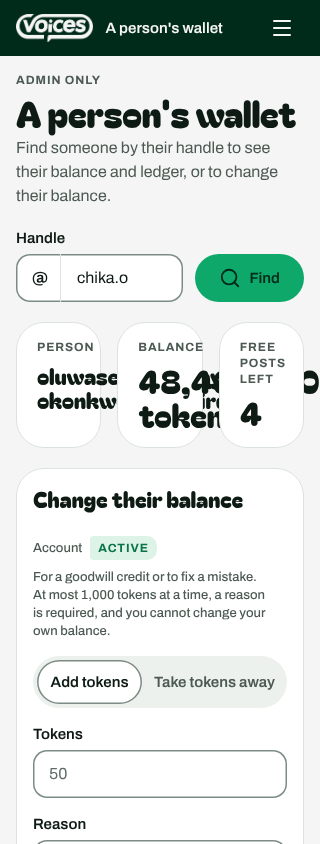 voices
A person's wallet
ADMIN ONLY
A person's wallet
Find someone by their handle to see
their balance and ledger, or to change
their balance.
Handle
@ chika.o
Find
PERSON
BALANCE
FREE
POSTS
LEFT
4
Change their balance
Account ACTIVE
For a goodwill credit or to fix a mistake.
At most 1,000 tokens at a time, a reason
is required, and you cannot change your
own balance.
Add tokens
Take tokens away
Tokens
50
Reason